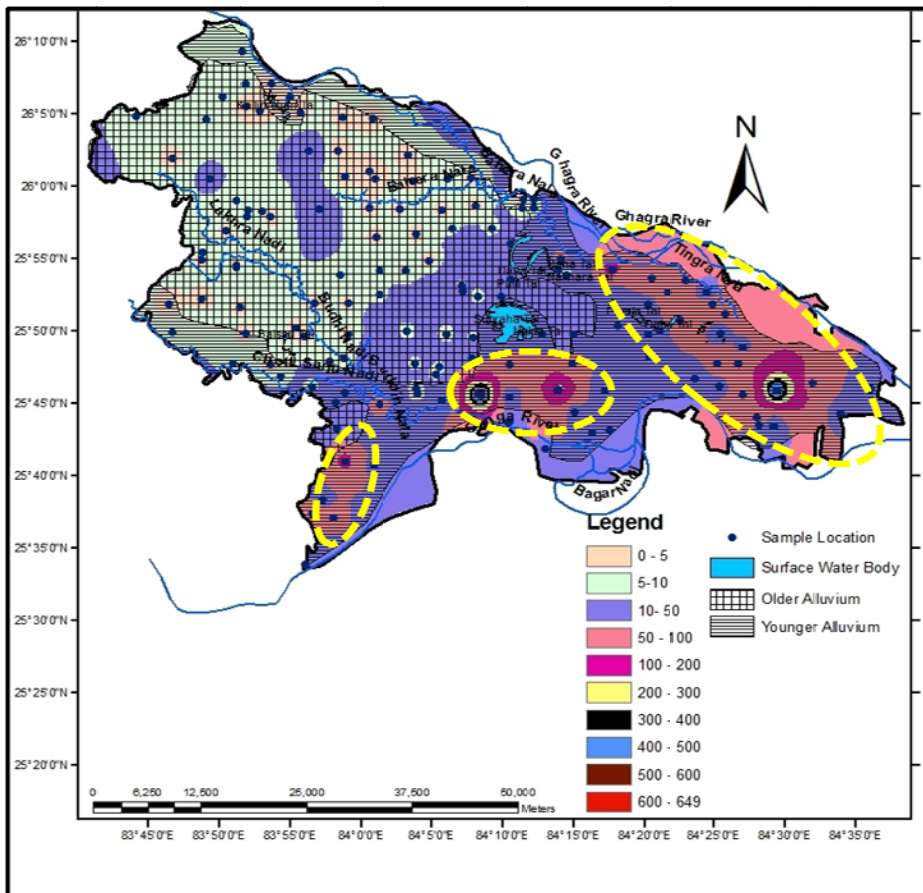 26°10'0"N
26°5'0"N
26°0'0"N
25°55'0"N
25°50'0"N
25°45'0"N
25°40'0"N
25°35'0"N
25°30'0"N
25°25'0"N
25°20'0"N
N
Ghagra River
Ghagra River
Nala
Lakara Nadi
Tingra
Budhi Nadi
Nala
River
Bagar Nadi
Legend
0 - 5
5-10
10- 50
50 - 100
100 - 200
200 - 300
300 - 400
400 - 500
500 - 600
600 - 649
Sample Location
Surface Water Body
Older Alluvium
Younger Alluvium
0 6,250 12,500 25,000 37,500 50,000
Meters
83°45'0"E 83°50'0"E 83°55'0"E 84°0'0"E 84°5'0"E 84°10'0"E 84°15'0"E 84°20'0"E 84°25'0"E 84°30'0"E 84°35'0"E